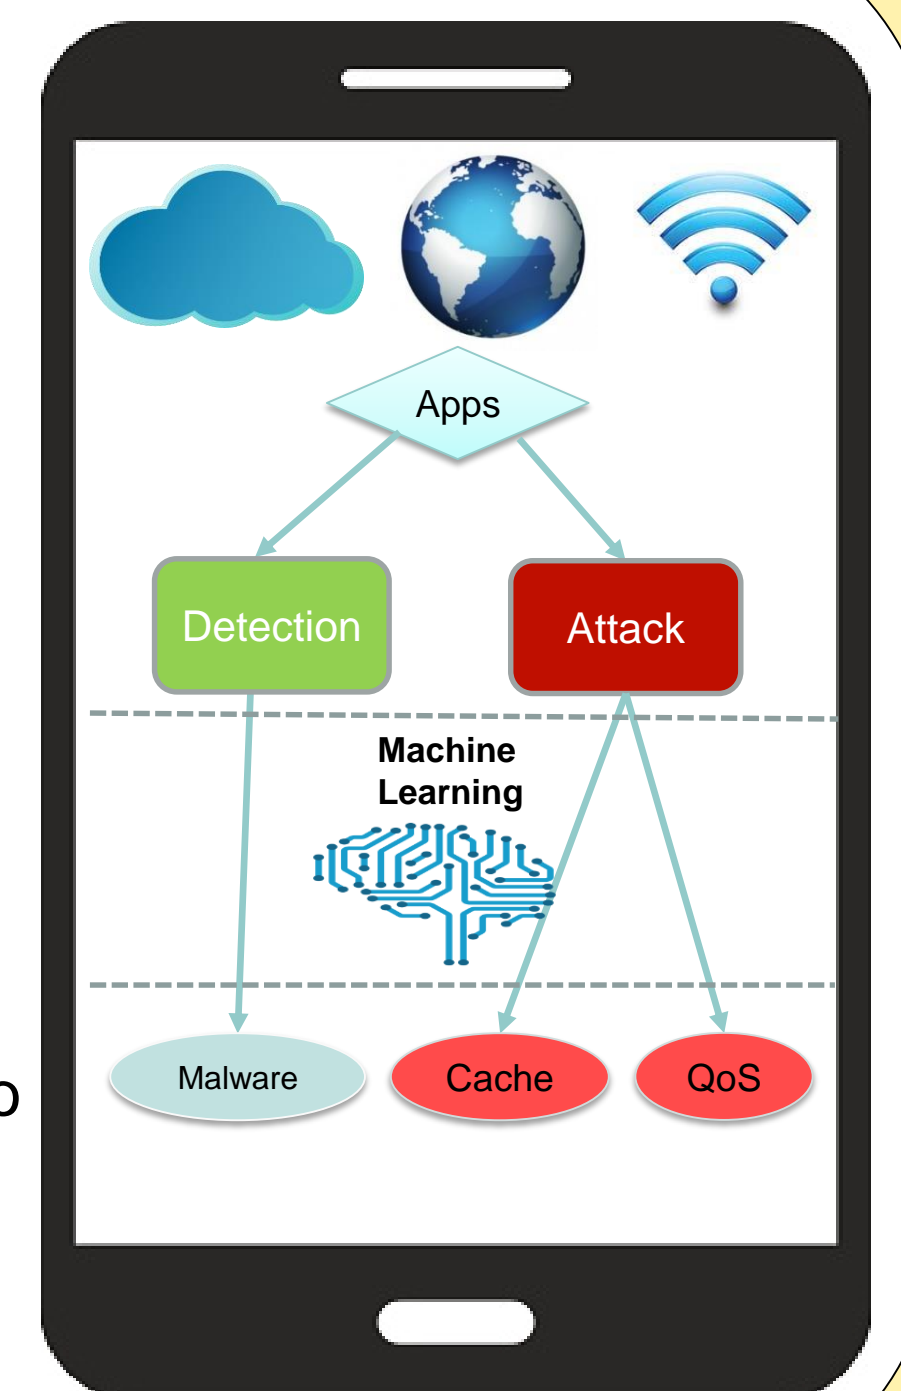 Apps
Detection
Attack
Machine
Learning
Malware
Cache
QoS